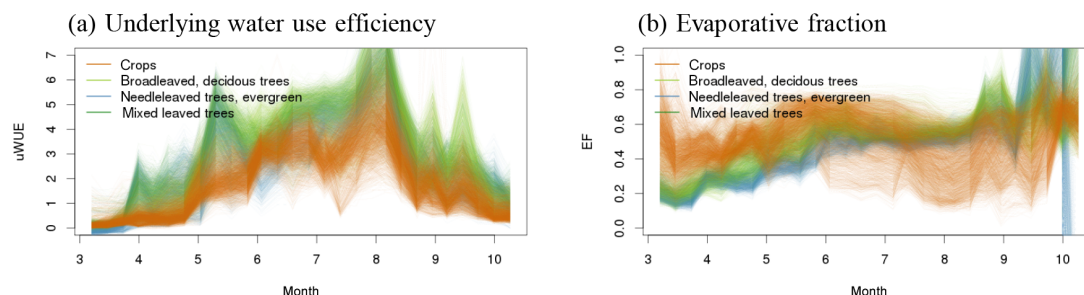 (a) Underlying water use efficiency
7
6
5
4
3
2
1
0
uWUE
Crops
Broadleaved, decidous trees
Needleleaved trees, evergreen
Mixed leaved trees
3 4 5 6 7 8 9 10
Month
(b) Evaporative fraction
1.0
0.8
0.6
0.4
0.2
0.0
EF
Crops
Broadleaved, decidous trees
Needleleaved trees, evergreen
Mixed leaved trees
3 4 5 6 7 8 9 10
Month